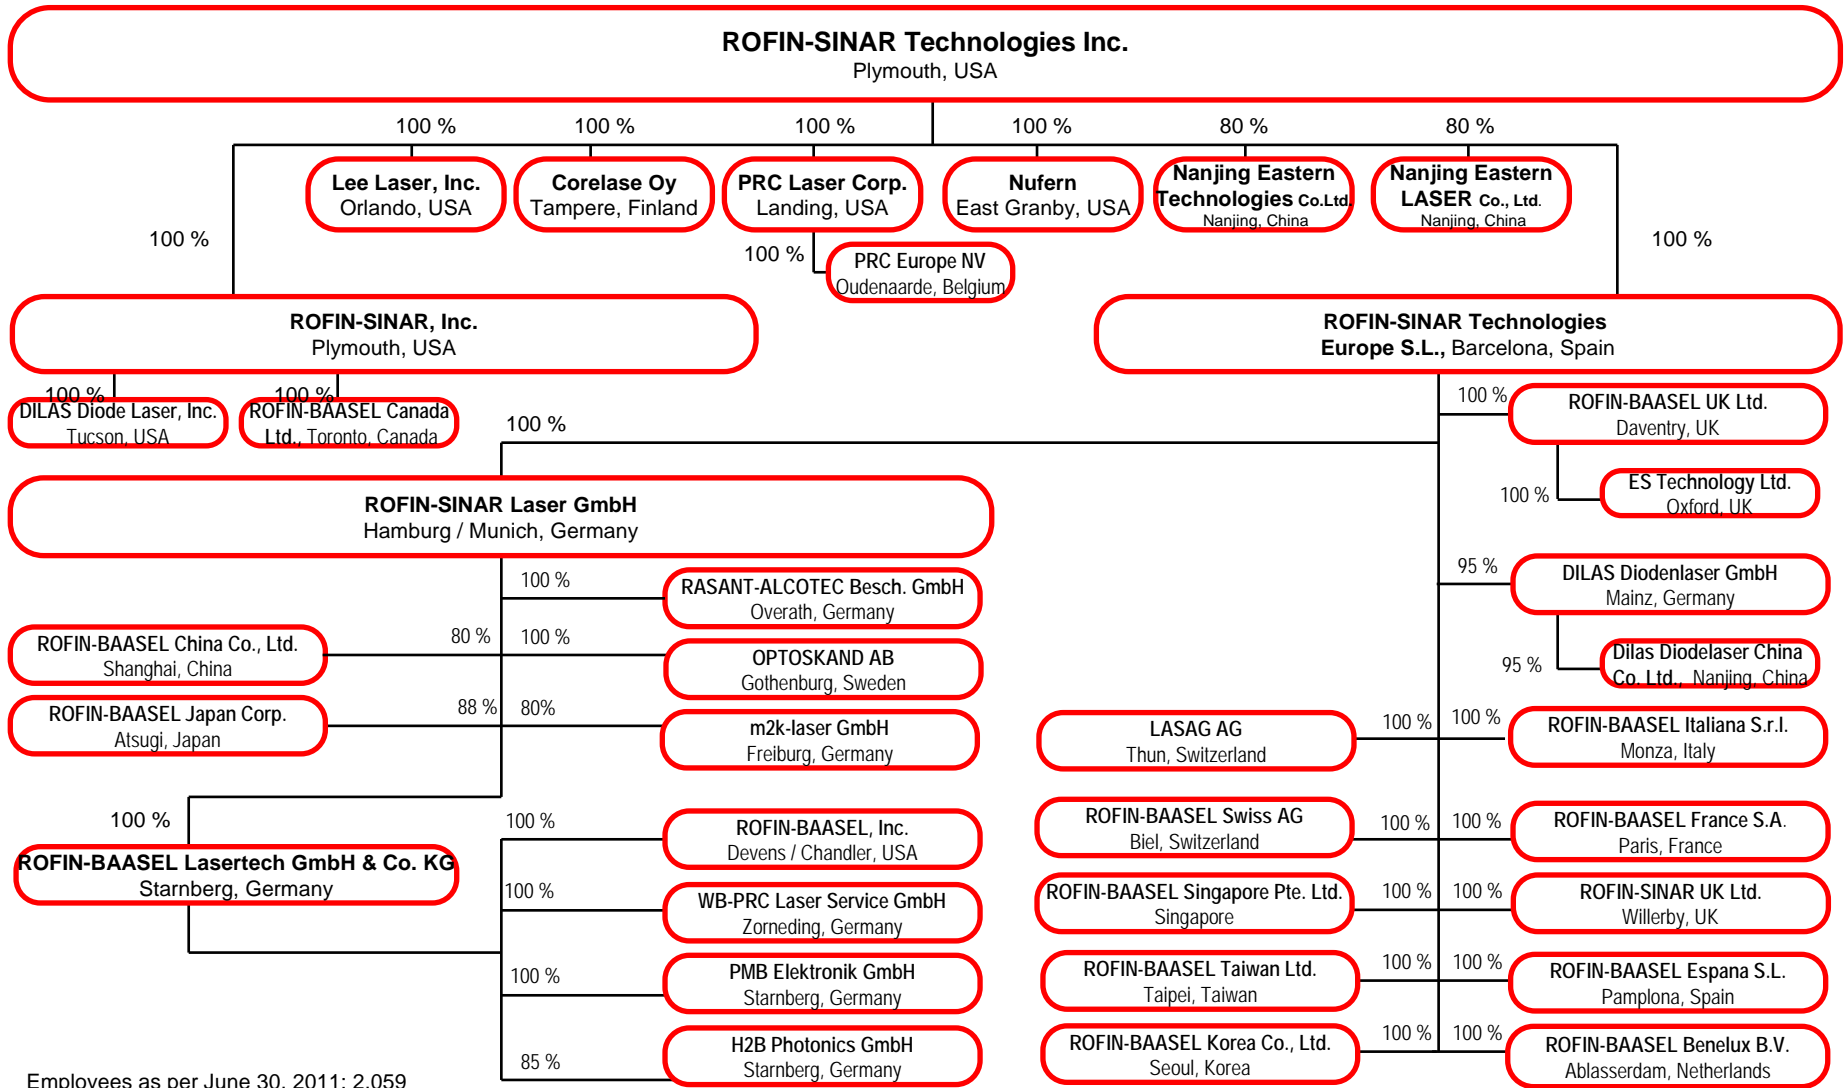 ROFIN-SINAR Technologies Inc.
Plymouth, USA
100 %
100 %
100 %
100 %
80 %
80 %
Lee Laser, Inc.
Orlando, USA
Corelase Oy
Tampere, Finland
PRC Laser Corp.
Landing, USA
Nufern
East Granby, USA
Nanjing Eastern
Technologies Co.Ltd.
Nanjing, China
Nanjing Eastern
LASER Co., Ltd.
Nanjing, China
100 %
100 %
100 %
PRC Europe NV
Oudenaarde, Belgium
ROFIN-SINAR, Inc.
Plymouth, USA
ROFIN-SINAR Technologies
Europe S.L., Barcelona, Spain
100 %
DILAS Diode Laser, Inc.
Tucson, USA
100 %
ROFIN-BAASEL Canada
Ltd., Toronto, Canada
100 %
100 %
ROFIN-BAASEL UK Ltd.
Daventry, UK
100 %
ES Technology Ltd.
Oxford, UK
ROFIN-SINAR Laser GmbH
Hamburg / Munich, Germany
100 %
RASANT-ALCOTEC Besch. GmbH
Overath, Germany
95 %
DILAS Diodenlaser GmbH
Mainz, Germany
ROFIN-BAASEL China Co., Ltd.
Shanghai, China
80 %
100 %
OPTOSKAND AB
Gothenburg, Sweden
95 %
Dilas Diodelaser China
Co. Ltd., Nanjing, China
ROFIN-BAASEL Japan Corp.
Atsugi, Japan
88 %
80%
m2k-laser GmbH
Freiburg, Germany
LASAG AG
Thun, Switzerland
100 %
100 %
ROFIN-BAASEL Italiana S.r.l.
Monza, Italy
100 %
ROFIN-BAASEL Lasertech GmbH & Co. KG
Starnberg, Germany
100 %
ROFIN-BAASEL, Inc.
Devens / Chandler, USA
ROFIN-BAASEL Swiss AG
Biel, Switzerland
100 %
100 %
ROFIN-BAASEL France S.A.
Paris, France
100 %
WB-PRC Laser Service GmbH
Zorneding, Germany
ROFIN-BAASEL Singapore Pte. Ltd.
Singapore
100 %
100 %
ROFIN-SINAR UK Ltd.
Willerby, UK
100 %
PMB Elektronik GmbH
Starnberg, Germany
ROFIN-BAASEL Taiwan Ltd.
Taipei, Taiwan
100 %
100 %
ROFIN-BAASEL Espana S.L.
Pamplona, Spain
85 %
H2B Photonics GmbH
Starnberg, Germany
ROFIN-BAASEL Korea Co., Ltd.
Seoul, Korea
100 %
100 %
ROFIN-BAASEL Benelux B.V.
Ablasserdam, Netherlands
Employees as per June 30, 2011: 2.059